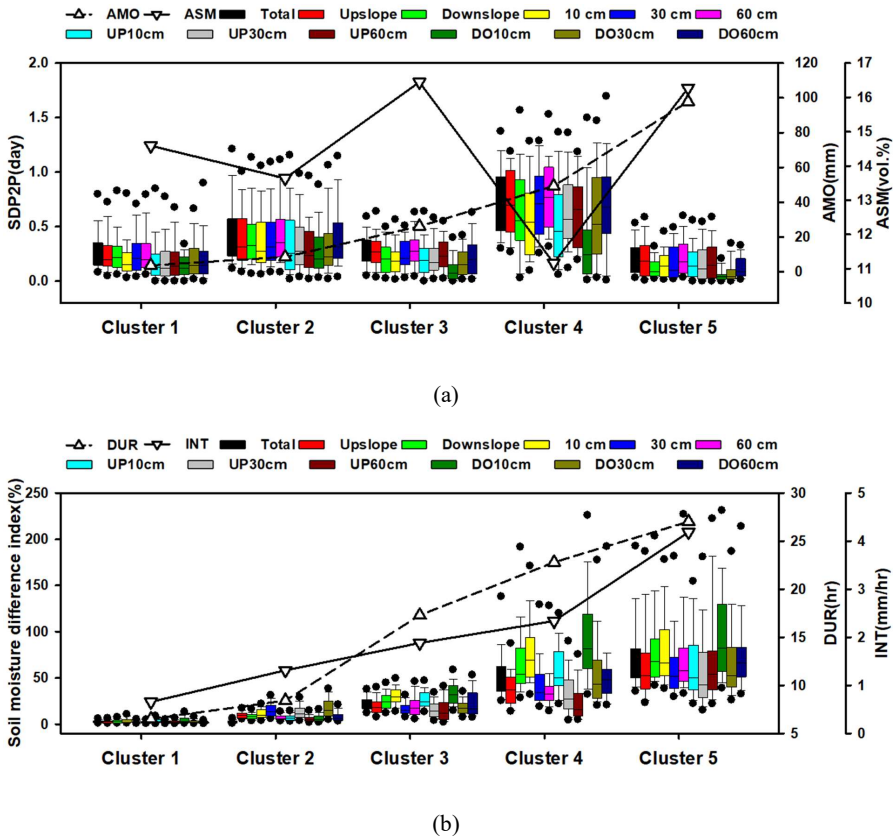 AMO ASM Total Upslope Downslope 10 cm 30 cm 60 cm
UP10cm UP30cm UP60cm DO10cm DO30cm DO60cm
SDP2P(day)
2.0
1.5
1.0
0.5
0.0
AMO(mm)
120
100
80
60
40
20
0
ASM(vol.%)
17
16
15
14
13
12
11
10
Cluster 1 Cluster 2 Cluster 3 Cluster 4 Cluster 5
(a)
DUR INT Total Upslope Downslope 10 cm 30 cm 60 cm
UP10cm UP30cm UP60cm DO10cm DO30cm DO60cm
Soil moisture difference index(%)
250
200
150
100
50
0
DUR(hr)
30
25
20
15
10
5
INT(mm/hr)
5
4
3
2
1
0
Cluster 1 Cluster 2 Cluster 3 Cluster 4 Cluster 5
(b)